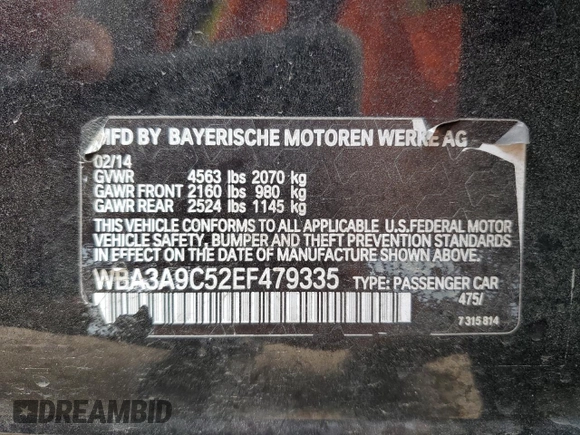 MFD BY BAYERISCHE MOTOREN WERKE AG
02/14
GVWR 4563 lbs 2070 kg
GAWR FRONT 2160 lbs 980 kg
GAWR REAR 2524 lbs 1145 kg
THIS VEHICLE CONFORMS TO ALL APPLICABLE U.S.FEDERAL MOTOR
VEHICLE SAFETY, BUMPER AND THEFT PREVENTION STANDARDS IN
EFFECT ON THE DATE OF MANUFACTURE SHOWN ABOVE.
WBA3A9C52EF479335 TYPE: PASSENGER CAR
475/
7 315 814
DREAMBID